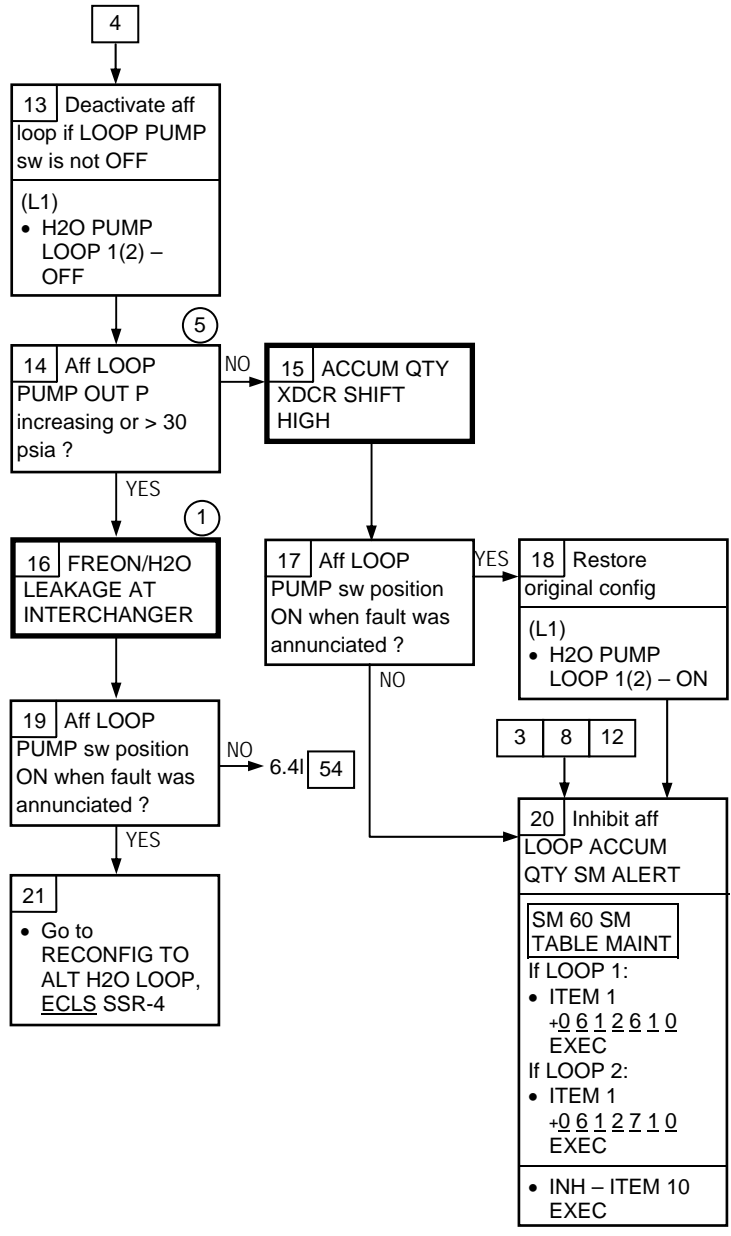 4
13 Deactivate aff
loop if LOOP PUMP
sw is not OFF
(L1)
• H2O PUMP
LOOP 1(2) –
OFF
5
14 Aff LOOP
PUMP OUT P
increasing or > 30
psia ?
NO
YES
15 ACCUM QTY
XDCR SHIFT
HIGH
1
16 FREON/H2O
LEAKAGE AT
INTERCHANGER
17 Aff LOOP
PUMP sw position
ON when fault was
annunciated ?
YES
NO
18 Restore
original config
(L1)
• H2O PUMP
LOOP 1(2) – ON
19 Aff LOOP
PUMP sw position
ON when fault was
annunciated ?
NO
6.4I 54
YES
3 8 12
20 Inhibit aff
LOOP ACCUM
QTY SM ALERT
SM 60 SM
TABLE MAINT
If LOOP 1:
• ITEM 1
+0 6 1 2 6 1 0
EXEC
If LOOP 2:
• ITEM 1
+0 6 1 2 7 1 0
EXEC
• INH – ITEM 10
EXEC
21
• Go to
RECONFIG TO
ALT H2O LOOP,
ECLS SSR-4